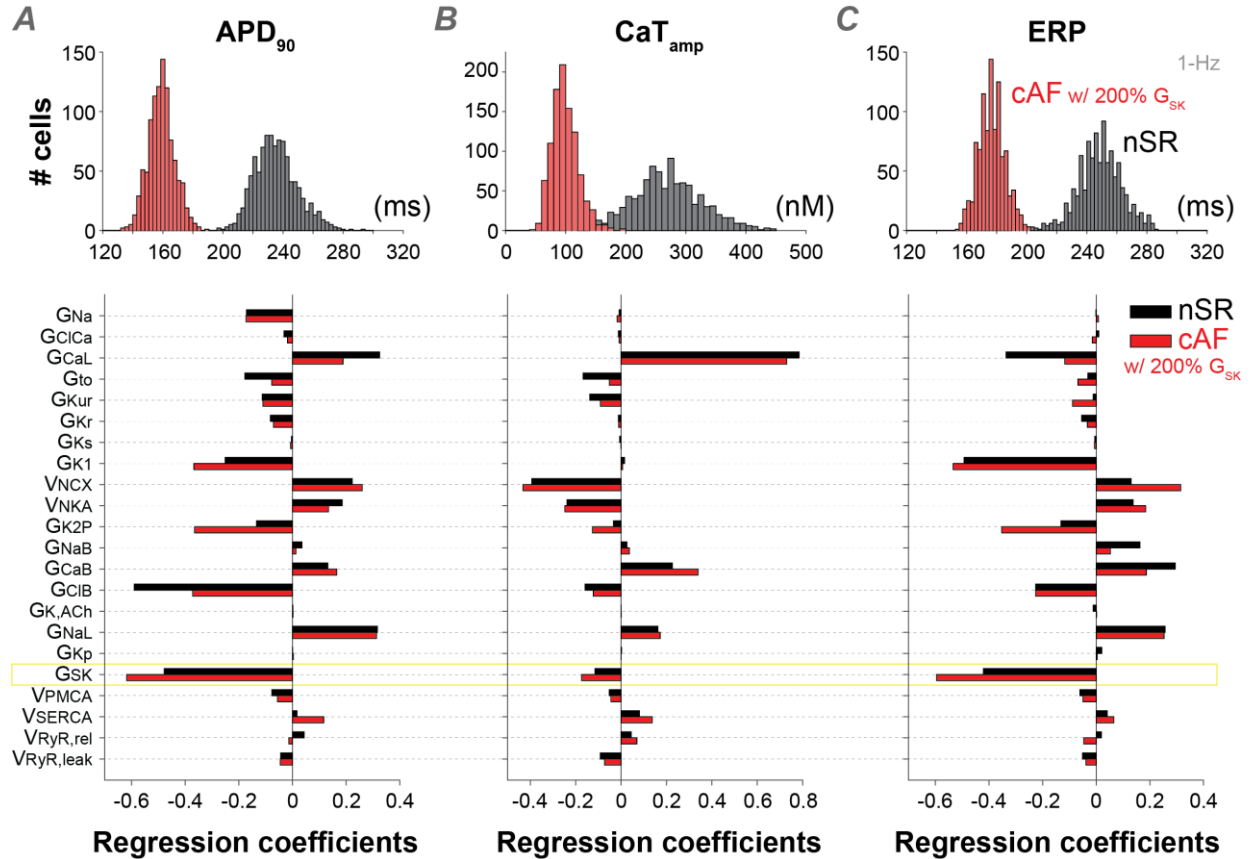 A
APD90
B
CaTamp
C
ERP
# cells
150
100
50
0
120
160
200
240
280
320
(ms)
200
150
100
50
0
0
100
200
300
400
500
(nM)
150
100
50
0
120
160
200
240
280
320
(ms)
1-Hz
cAF w/ 200% GSK
nSR
GNa
GClCa
GCaL
Gto
GKur
GKr
GKs
GK1
VNCX
VNKA
GK2P
GNaB
GCaB
GClB
GK,ACh
GNaL
GKp
GSK
VPMCA
VSERCA
VRyR,rel
VRyR,leak
nSR
cAF
w/ 200% GSK
-0.6 -0.4 -0.2 0 0.2 0.4
-0.4 -0.2 0 0.2 0.4 0.6 0.8
-0.6 -0.4 -0.2 0 0.2 0.4
Regression coefficients
Regression coefficients
Regression coefficients